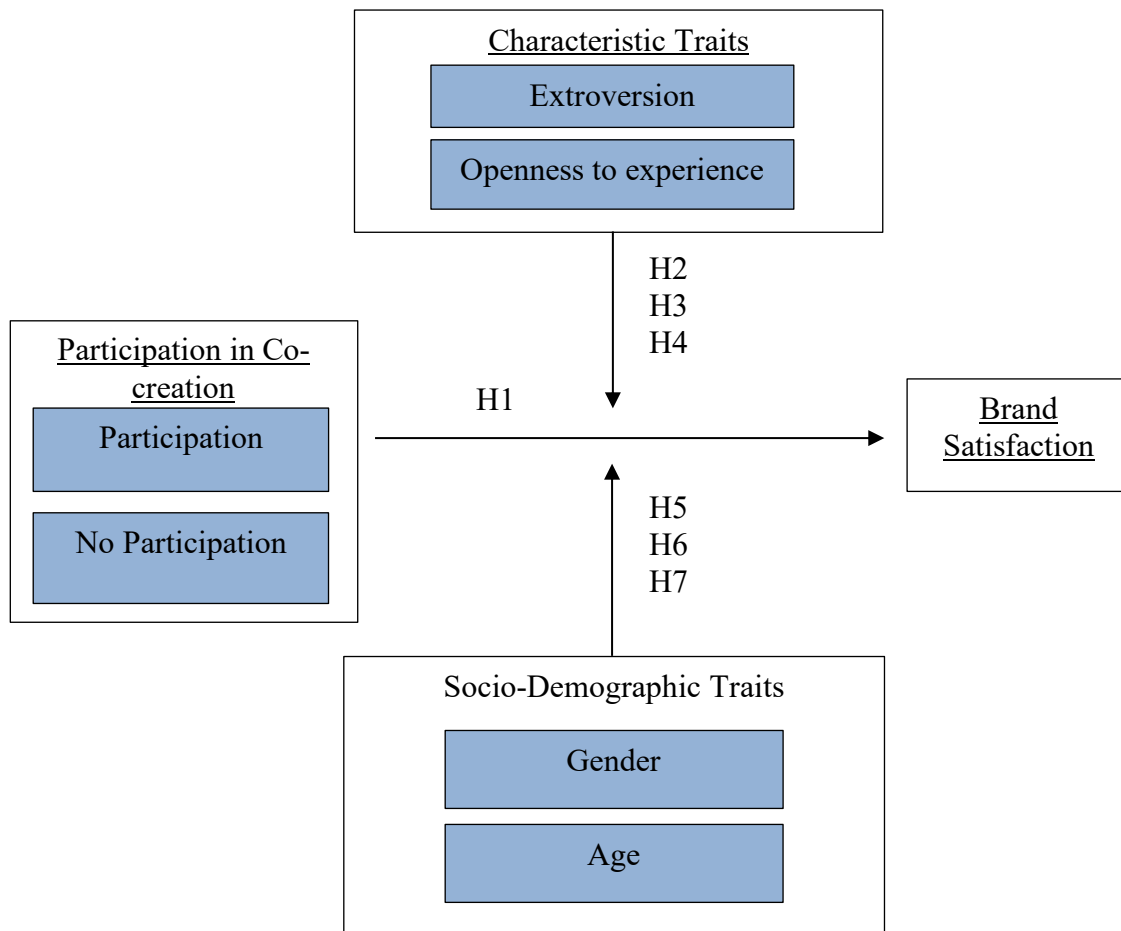 Characteristic Traits
Extroversion
Openness to experience
H2
H3
H4
Participation in Co-
creation
Participation
No Participation
H1
Brand
Satisfaction
H5
H6
H7
Socio-Demographic Traits
Gender
Age